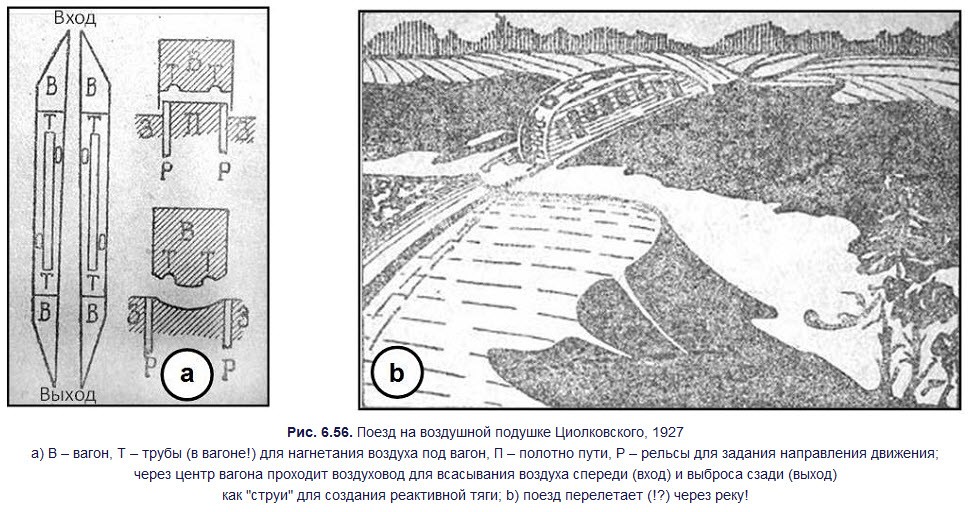 Вход
В В
Т Т
Т Т
В В
Выход
В
Т Т
З П З
Р Р
В
Т Т
З З
Р Р
a
b
Рис. 6.56. Поезд на воздушной подушке Циолковского, 1927
а) В – вагон, Т – трубы (в вагоне!) для нагнетания воздуха под вагон, П – полотно пути, Р – рельсы для задания направления движения;
через центр вагона проходит воздуховод для всасывания воздуха спереди (вход) и выброса сзади (выход)
как "струи" для создания реактивной тяги; b) поезд перелетает (!?) через реку!